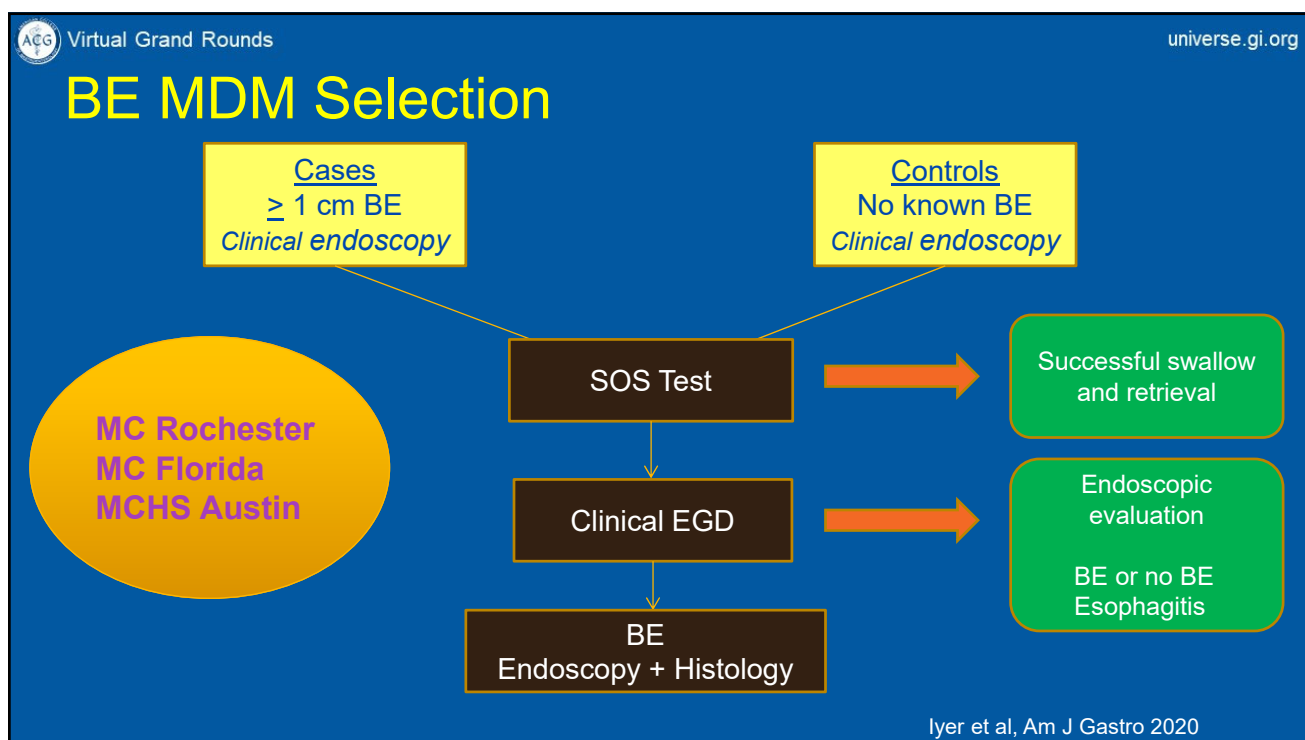 ACG Virtual Grand Rounds
universe.gi.org
BE MDM Selection
Cases
≥ 1 cm BE
Clinical endoscopy
Controls
No known BE
Clinical endoscopy
SOS Test
Successful swallow
and retrieval
MC Rochester
MC Florida
MCHS Austin
Clinical EGD
Endoscopic
evaluation
BE or no BE
Esophagitis
BE
Endoscopy + Histology
Iyer et al, Am J Gastro 2020